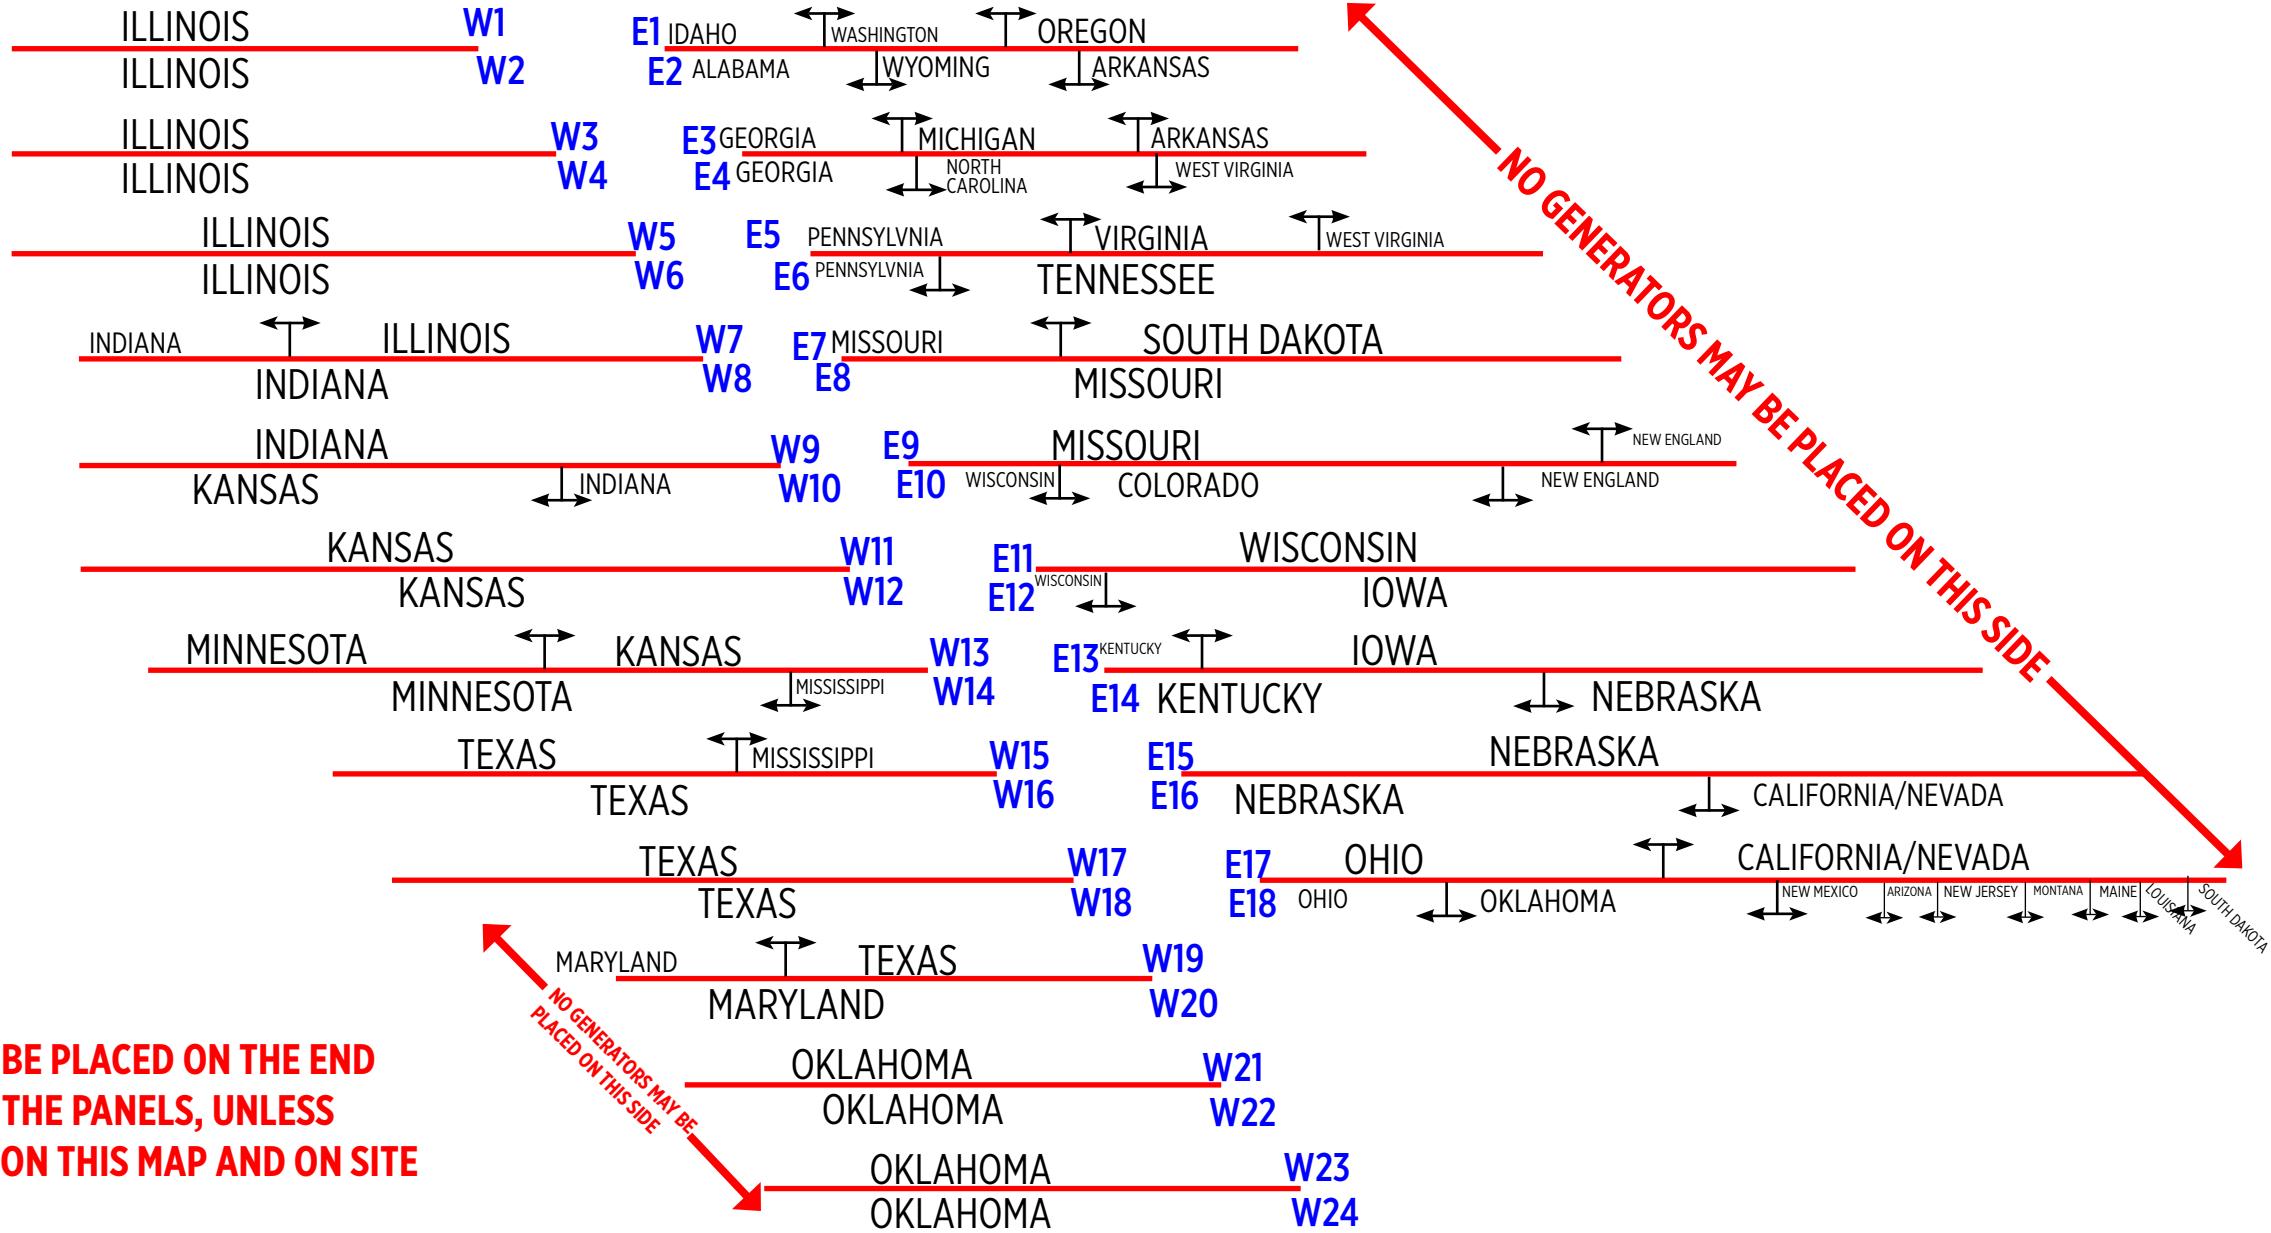 ILLINOIS W1 E1 IDAHO WASHINGTON OREGON
ILLINOIS W2 E2 ALABAMA WYOMING ARKANSAS
ILLINOIS W3 E3 GEORGIA MICHIGAN ARKANSAS
ILLINOIS W4 E4 GEORGIA NORTH CAROLINA WEST VIRGINIA
ILLINOIS W5 E5 PENNSYLVNIA VIRGINIA WEST VIRGINIA
ILLINOIS W6 E6 PENNSYLVNIA TENNESSEE
INDIANA ILLINOIS W7 E7 MISSOURI SOUTH DAKOTA
INDIANA W8 E8 MISSOURI
INDIANA W9 E9 MISSOURI NEW ENGLAND
KANSAS INDIANA W10 E10 WISCONSIN COLORADO NEW ENGLAND
KANSAS W11 E11 WISCONSIN
KANSAS W12 E12 WISCONSIN IOWA
MINNESOTA KANSAS W13 E13 KENTUCKY IOWA
MINNESOTA MISSISSIPPI W14 E14 KENTUCKY NEBRASKA
TEXAS MISSISSIPPI W15 E15 NEBRASKA
TEXAS W16 E16 NEBRASKA CALIFORNIA/NEVADA
TEXAS W17 E17 OHIO CALIFORNIA/NEVADA
TEXAS W18 E18 OHIO OKLAHOMA NEW MEXICO ARIZONA NEW JERSEY MONTANA MAINE LOUISIANA SOUTH DAKOTA
MARYLAND TEXAS W19
MARYLAND W20
OKLAHOMA W21
OKLAHOMA W22
OKLAHOMA W23
OKLAHOMA W24
NO GENERATORS MAY BE PLACED ON THIS SIDE
NO GENERATORS MAY BE
PLACED ON THIS SIDE
BE PLACED ON THE END
THE PANELS, UNLESS
ON THIS MAP AND ON SITE